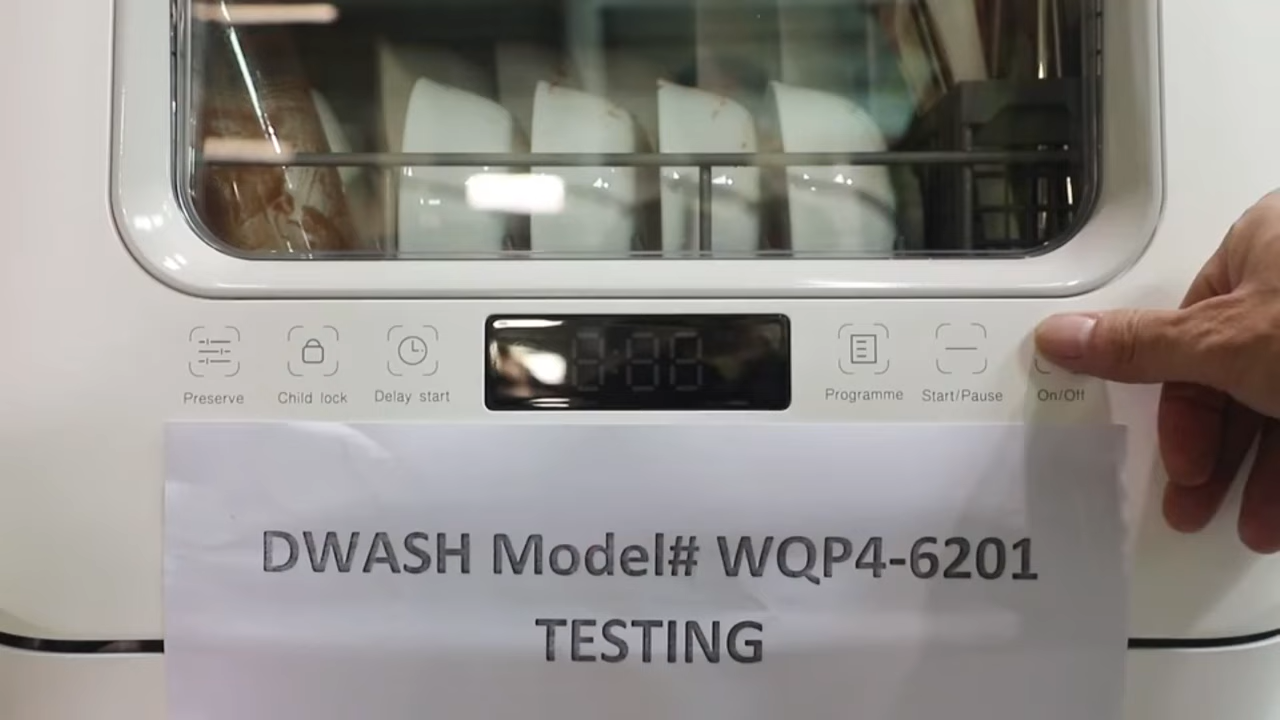 Preserve
Child lock
Delay start
Programme
Start/Pause
On/Off
DWASH Model# WQP4-6201
TESTING